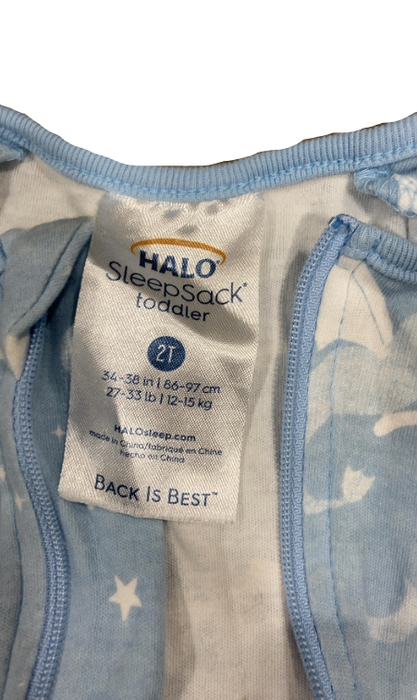 HALO®
SleepSack®
toddler
2T
34-38 in | 86-97 cm
27-33 lb | 12-15 kg
HALOsleep.com
made in China/fabriqué en Chine
hecho en China
BACK IS BEST™